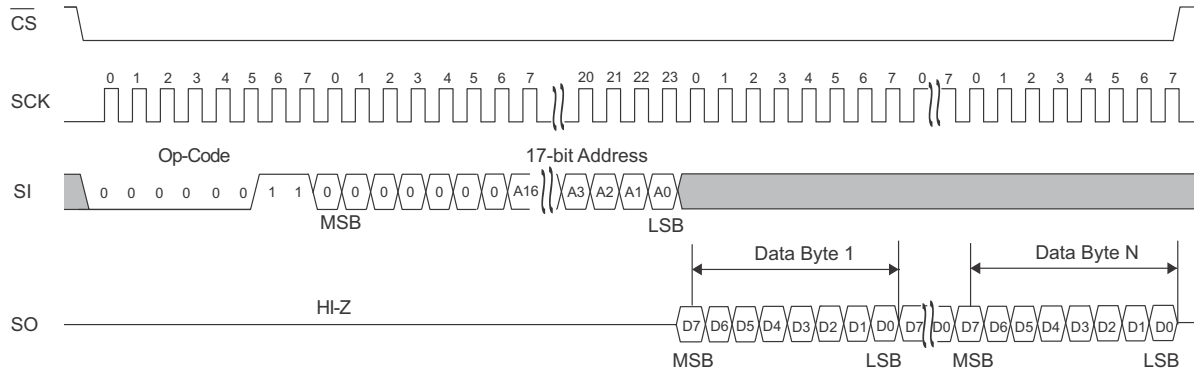 CS
0 1 2 3 4 5 6 7 0 1 2 3 4 5 6 7 20 21 22 23 0 1 2 3 4 5 6 7 0 7 0 1 2 3 4 5 6 7
SCK
Op-Code 17-bit Address
SI 0 0 0 0 0 0 1 1 0 0 0 0 0 0 0 A16 A3 A2 A1 A0
MSB LSB
Data Byte 1 Data Byte N
HI-Z
SO D7 D6 D5 D4 D3 D2 D1 D0 D7 D0 D7 D6 D5 D4 D3 D2 D1 D0
MSB LSB MSB LSB